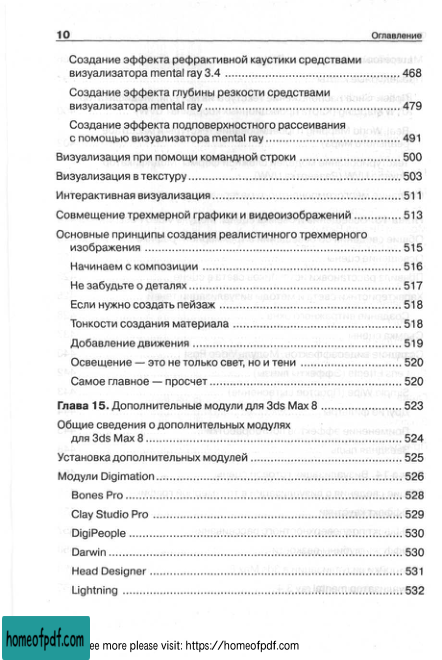 10 Оглавление
Создание эффекта рефрактивной каустики средствами
визуализатора mental ray 3.4 ........ 468
Создание эффекта глубины резкости средствами
визуализатора mental ray ........ 479
Создание эффекта подповерхностного рассеивания
с помощью визуализатора mental ray ........ 491
Визуализация при помощи командной строки ........ 500
Визуализация в текстуру ........ 503
Интерактивная визуализация ........ 511
Совмещение трехмерной графики и видеоизображений ........ 513
Основные принципы создания реалистичного трехмерного
изображения ........ 515
Начинаем с композиции ........ 516
Не забудьте о деталях ........ 517
Если нужно создать пейзаж ........ 518
Тонкости создания материала ........ 518
Добавление движения ........ 519
Освещение — это не только свет, но и тени ........ 520
Самое главное — просчет ........ 520
Глава 15. Дополнительные модули для 3ds Max 8 ........ 523
Общие сведения о дополнительных модулях
для 3ds Max 8 ........ 524
Установка дополнительных модулей ........ 525
Модули Digimation ........ 526
Bones Pro ........ 528
Clay Studio Pro ........ 529
DigiPeople ........ 530
Darwin ........ 530
Head Designer ........ 531
Lightning ........ 532
homeofpdf.com
ee more please visit: https://homeofpdf.com